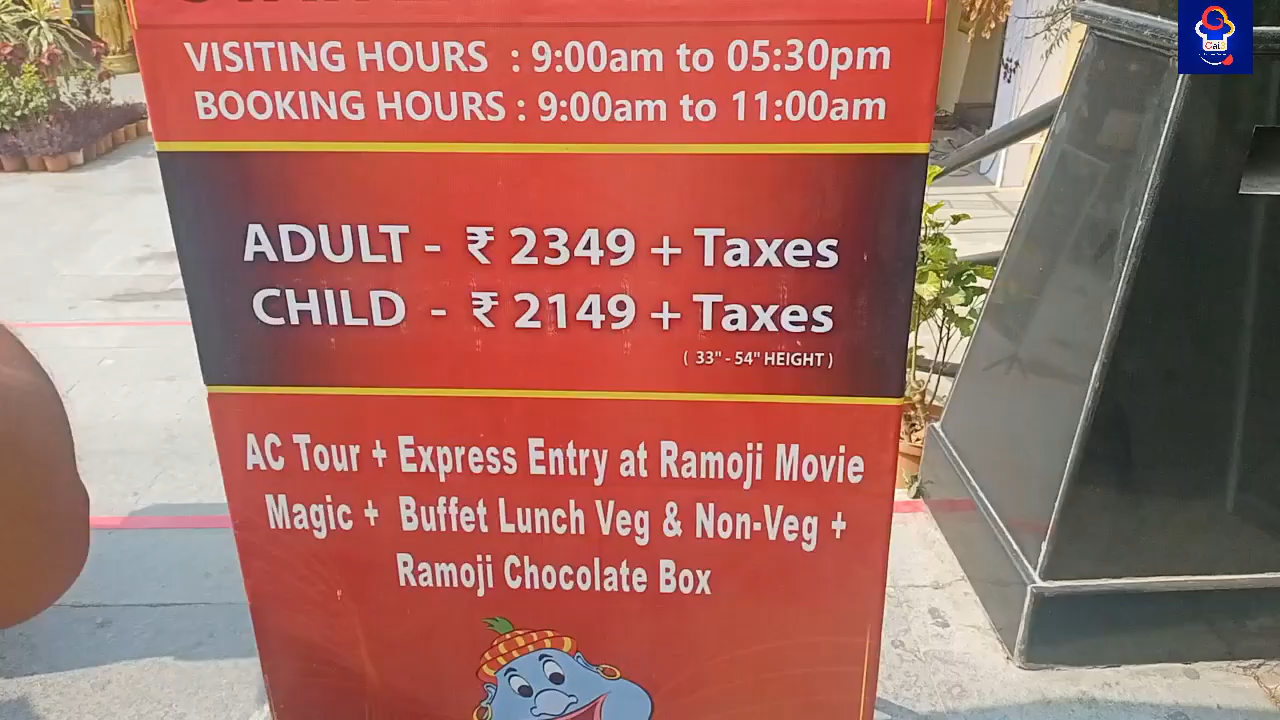 VISITING HOURS : 9:00am to 05:30pm
BOOKING HOURS : 9:00am to 11:00am
ADULT - ₹ 2349 + Taxes
CHILD - ₹ 2149 + Taxes
( 33" - 54" HEIGHT )
AC Tour + Express Entry at Ramoji Movie
Magic + Buffet Lunch Veg & Non-Veg +
Ramoji Chocolate Box